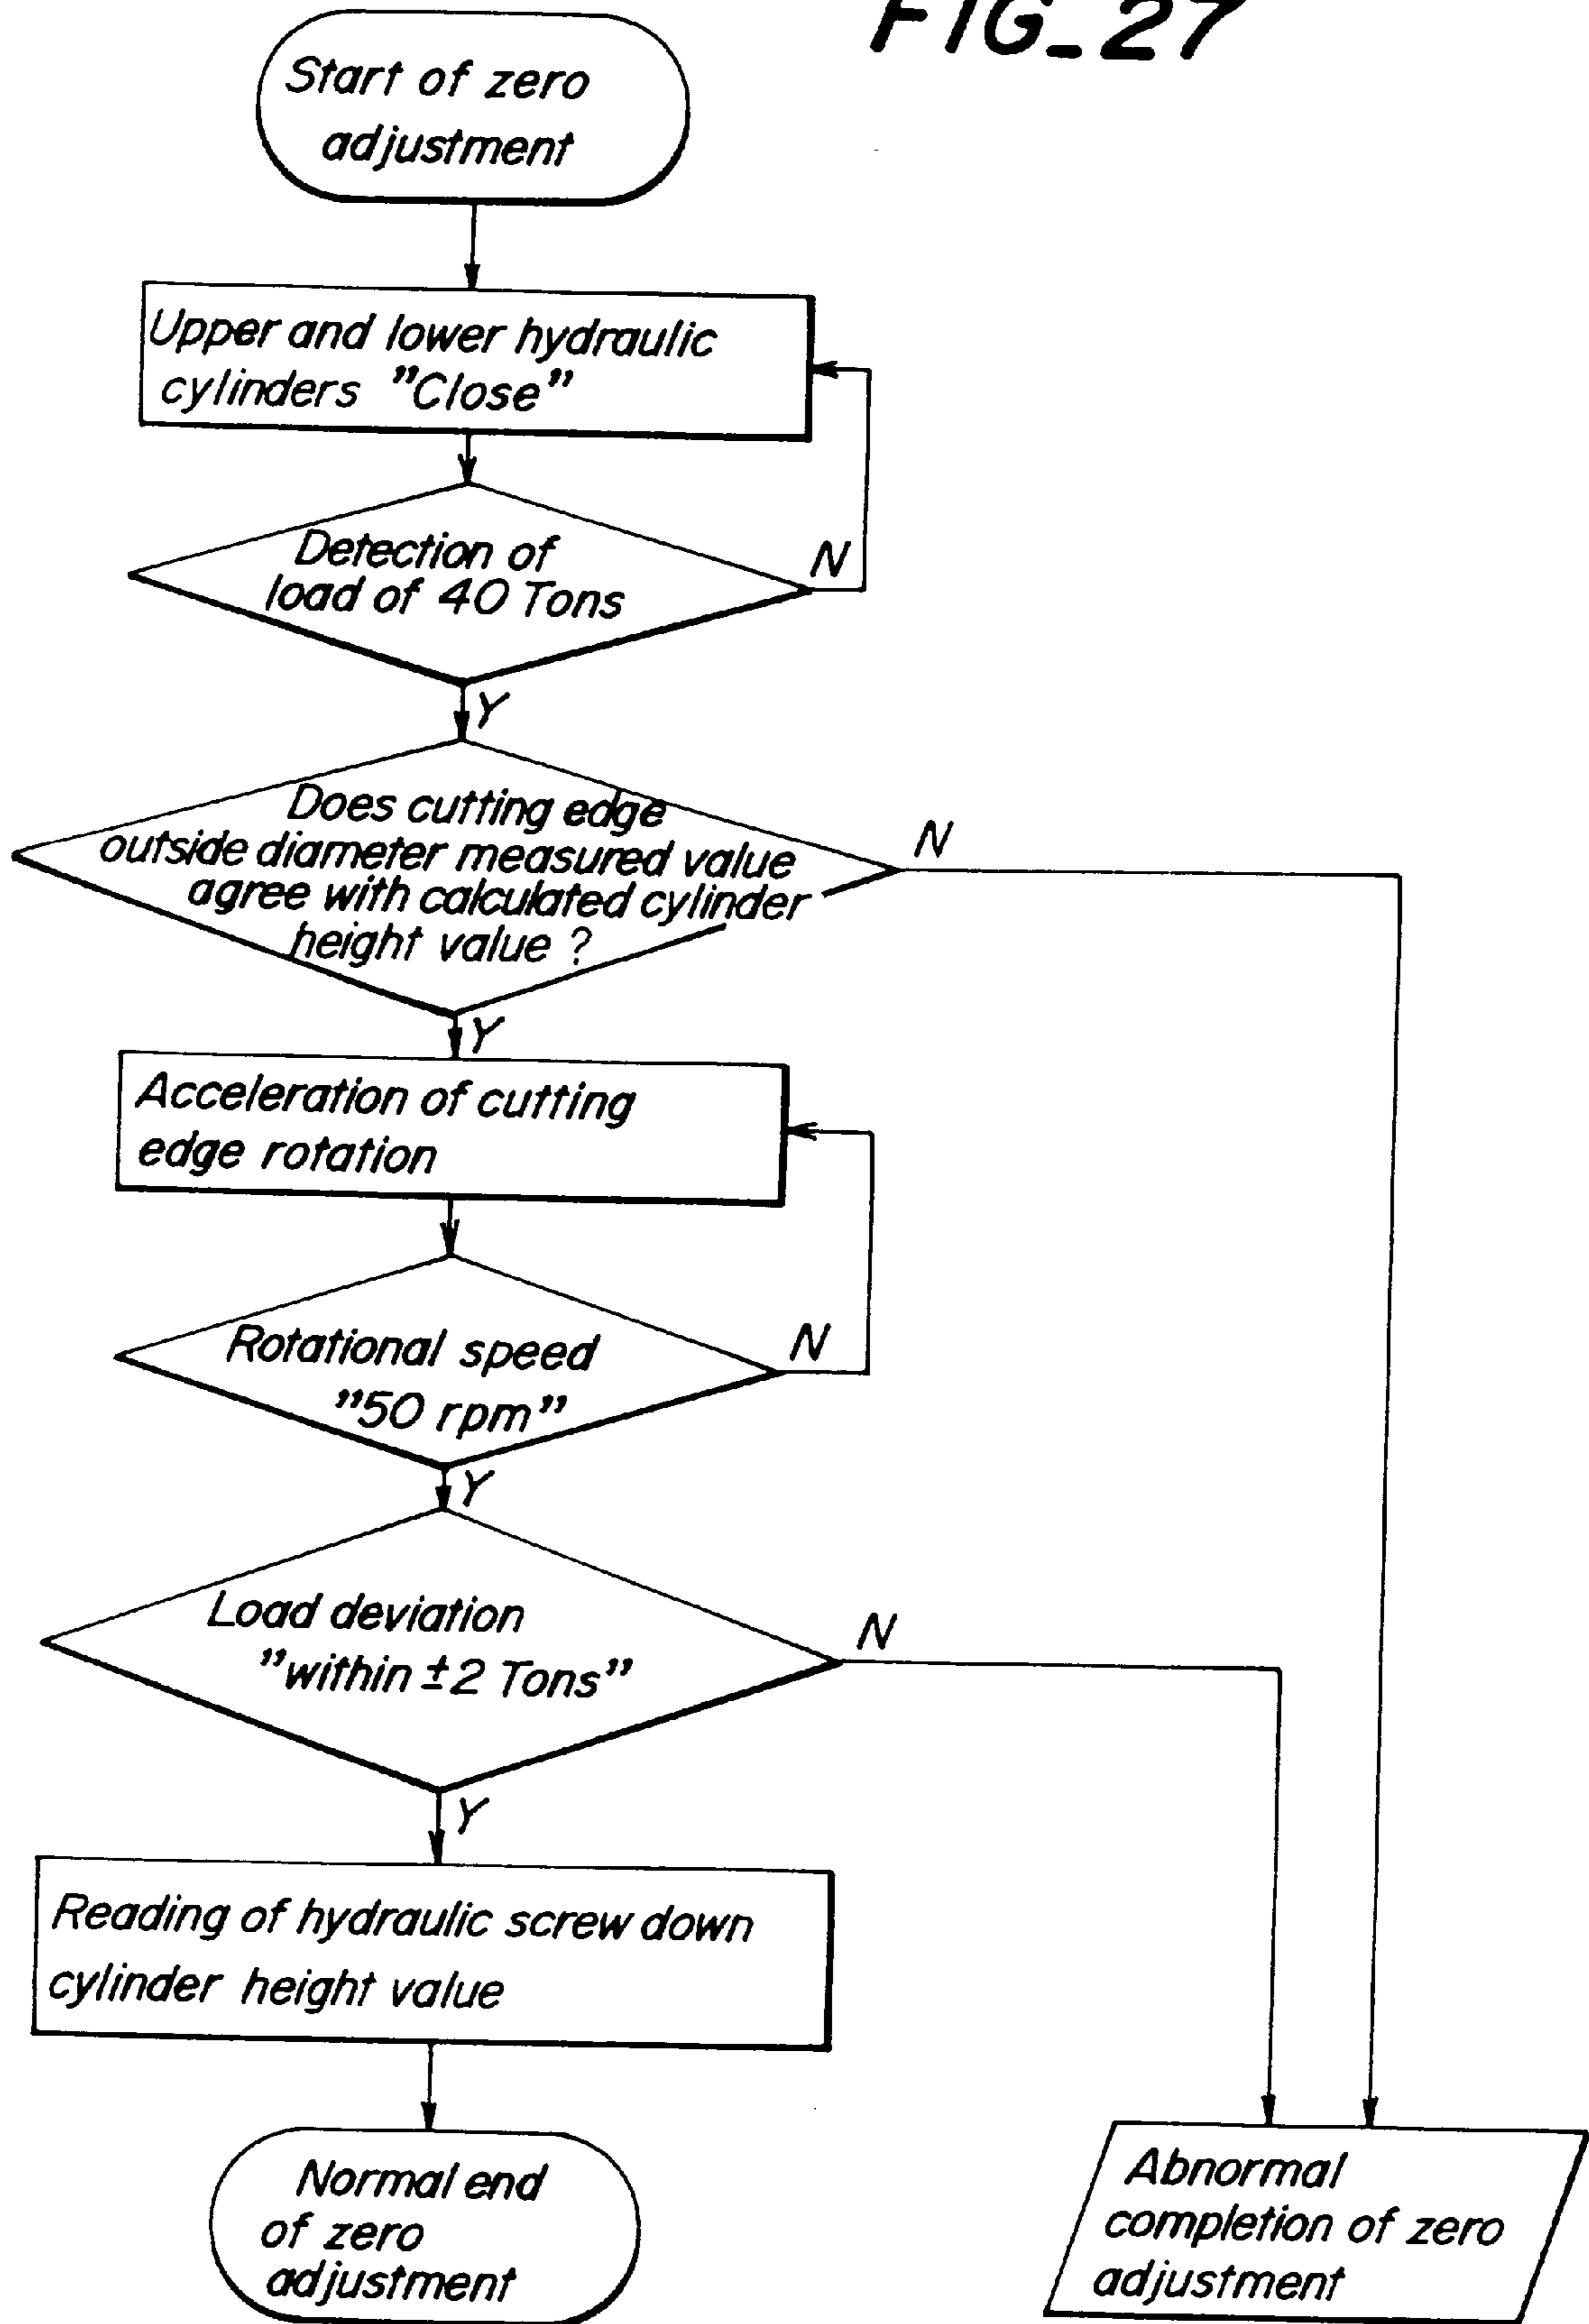 FIG_27
Start of zero
adjustment
Upper and lower hydraulic
cylinders "Close"
Detection of
load of 40 Tons
N
Y
Does cutting edge
outside diameter measured value
agree with calculated cylinder
height value ?
N
Y
Acceleration of cutting
edge rotation
Rotational speed
"50 rpm"
N
Y
Load deviation
"within ±2 Tons"
N
Y
Reading of hydraulic screw down
cylinder height value
Normal end
of zero
adjustment
Abnormal
completion of zero
adjustment